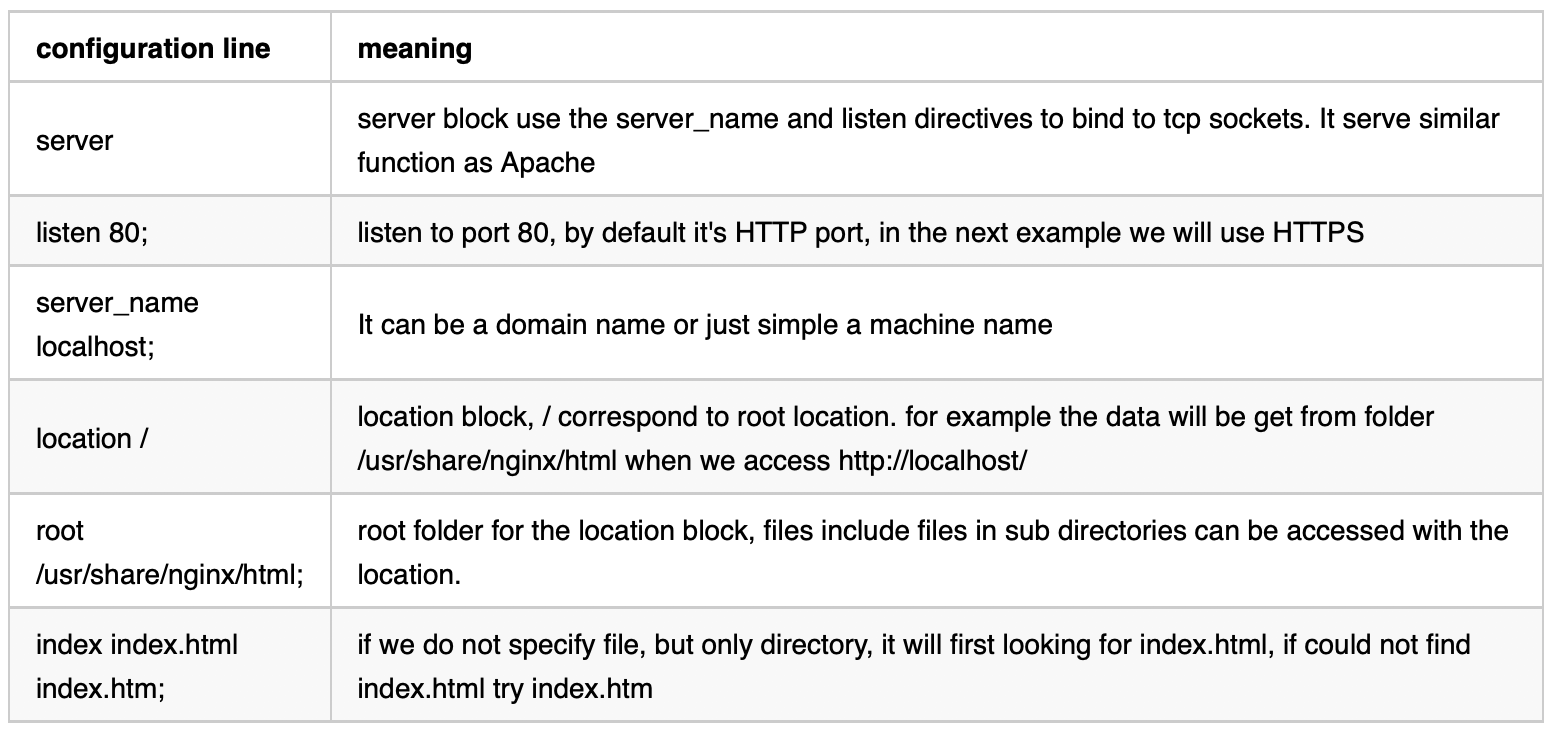 configuration line
meaning
server
server block use the server_name and listen directives to bind to tcp sockets. It serve similar
function as Apache
listen 80;
listen to port 80, by default it's HTTP port, in the next example we will use HTTPS
server_name
localhost;
It can be a domain name or just simple a machine name
location /
location block, / correspond to root location. for example the data will be get from folder
/usr/share/nginx/html when we access http://localhost/
root
/usr/share/nginx/html;
root folder for the location block, files include files in sub directories can be accessed with the
location.
index index.html
index.htm;
if we do not specify file, but only directory, it will first looking for index.html, if could not find
index.html try index.htm